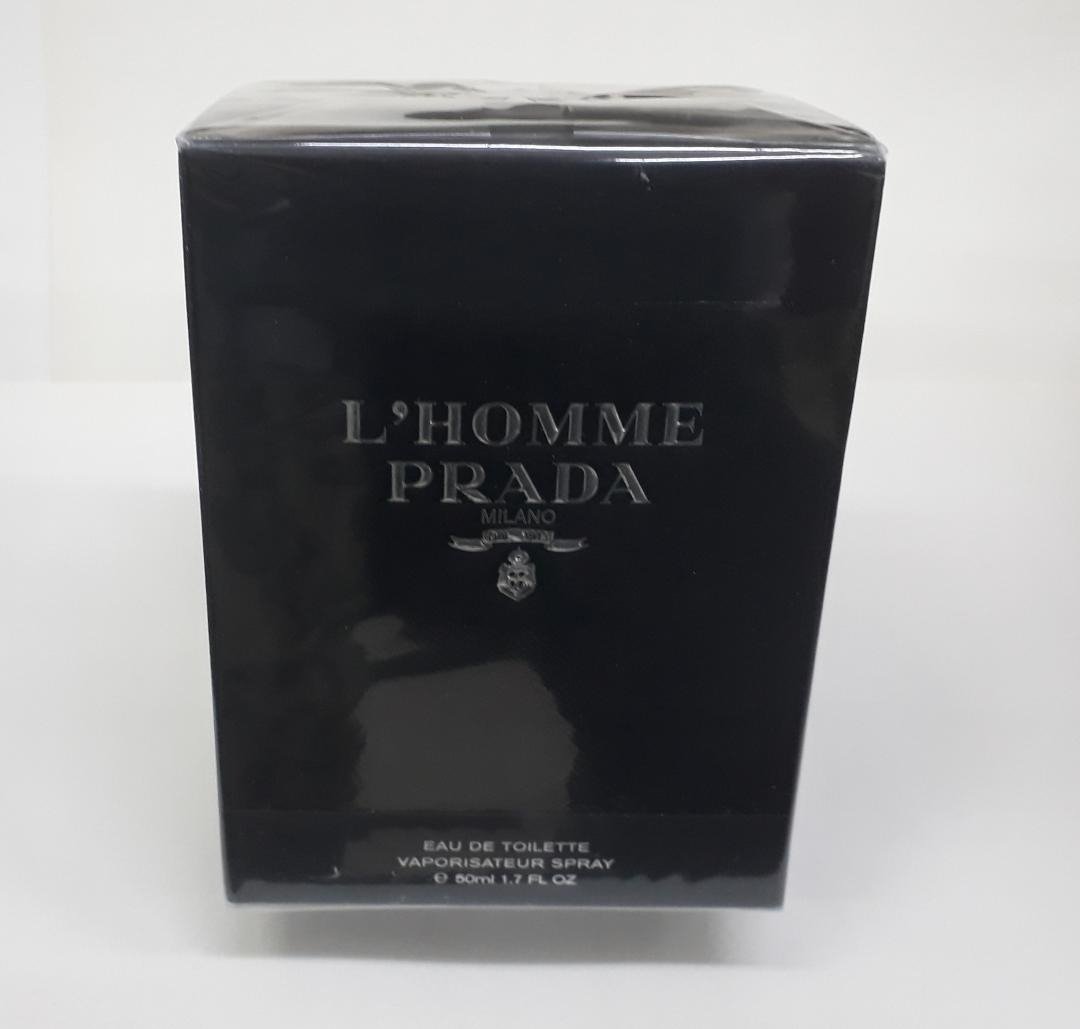 L'HOMME
PRADA
MILANO
EAU DE TOILETTE
VAPORISATEUR SPRAY
℮ 50ml 1.7 FL OZ